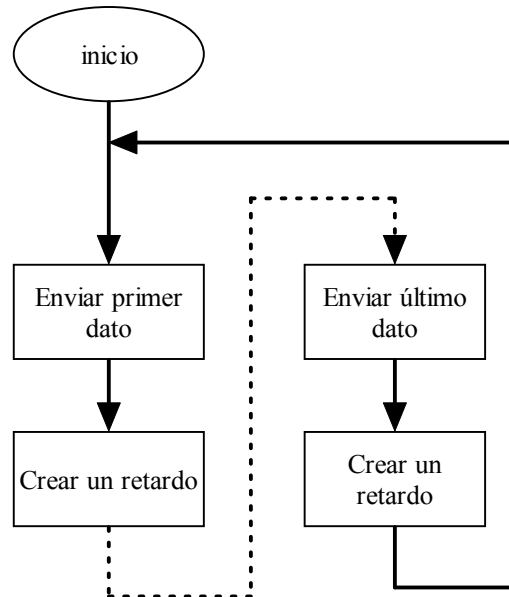 inicio
Enviar primer
dato
Crear un retardo
Enviar último
dato
Crear un
retardo